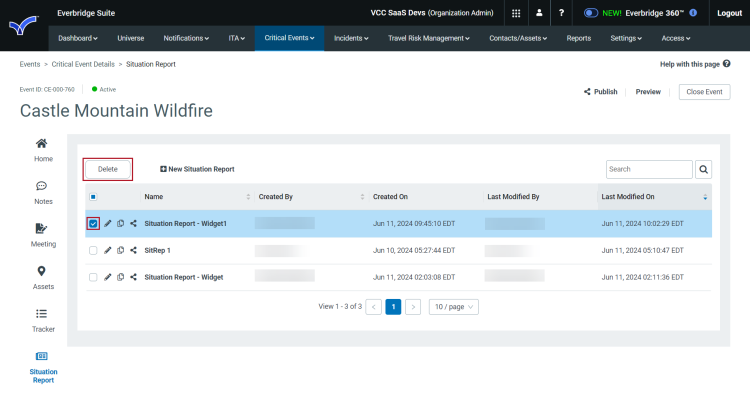 Everbridge Suite
VCC SaaS Devs (Organization Admin)
?
NEW! Everbridge 360™
Logout
Dashboard Universe Notifications ITA Critical Events Incidents Travel Risk Management Contacts/Assets Reports Settings Access
Events > Critical Event Details > Situation Report
Help with this page ?
Event ID: CE-000-760 Active
Publish Preview Close Event
Castle Mountain Wildfire
Home
Notes
Meeting
Assets
Tracker
Situation
Report
Delete New Situation Report Search
Name Created By Created On Last Modified By Last Modified On
Situation Report - Widget1 Jun 11, 2024 09:45:10 EDT Jun 11, 2024 10:02:29 EDT
SitRep 1 Jun 10, 2024 05:27:44 EDT Jun 11, 2024 05:10:47 EDT
Situation Report - Widget Jun 11, 2024 02:03:08 EDT Jun 11, 2024 02:11:36 EDT
View 1 - 3 of 3 < 1 > 10 / page